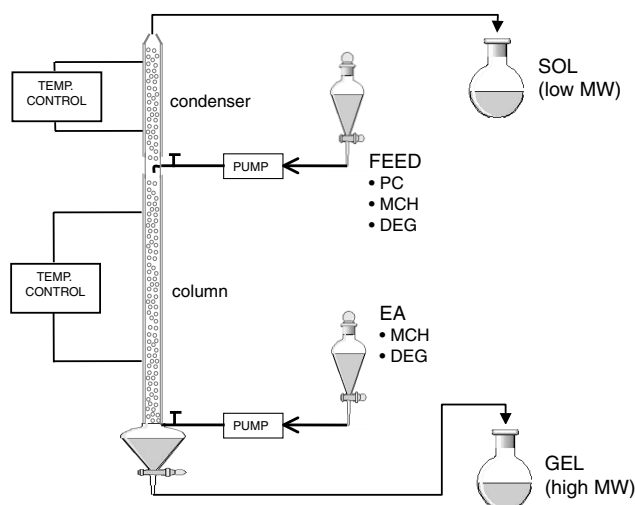 SOL
(low MW)
TEMP.
CONTROL
condenser
PUMP
FEED
• PC
• MCH
• DEG
TEMP.
CONTROL
column
EA
• MCH
• DEG
PUMP
GEL
(high MW)